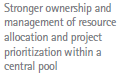 Stronger ownership and
management of resource
allocation and project
prioritization within a
central pool